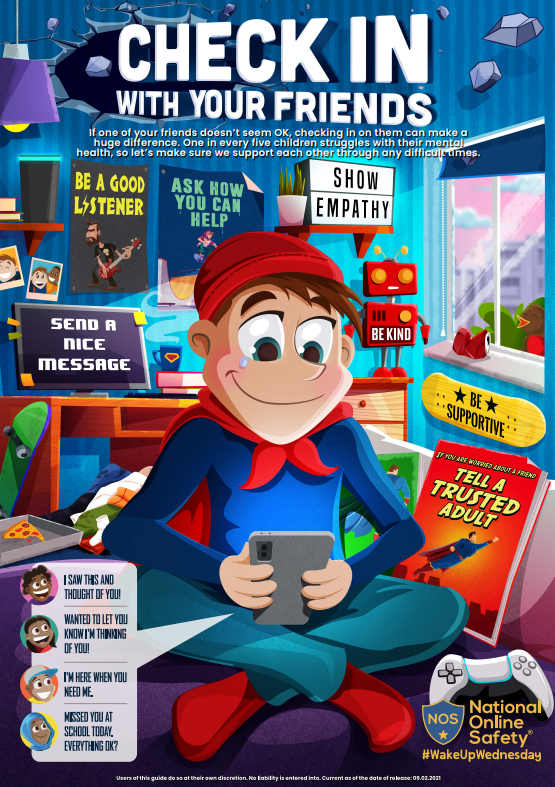 CHECK IN
WITH YOUR FRIENDS
If one of your friends doesn't seem OK, checking in on them can make a
huge difference. One in every five children struggles with their mental
health, so let's make sure we support each other through any difficult times.
BE A GOOD
LISTENER
ASK HOW
YOU CAN
HELP
SHOW
EMPATHY
SEND A
NICE
MESSAGE
BE KIND
BE
SUPPORTIVE
IF YOU ARE WORRIED ABOUT A FRIEND
TELL A
TRUSTED
ADULT
I SAW THIS AND
THOUGHT OF YOU!
WANTED TO LET YOU
KNOW I'M THINKING
OF YOU!
I'M HERE WHEN YOU
NEED ME.
MISSED YOU AT
SCHOOL TODAY,
EVERYTHING OK?
NOS
National
Online
Safety®
#WakeUpWednesday
Users of this guide do so at their own discretion. No liability is entered into. Current as of the date of release: 09.02.2021